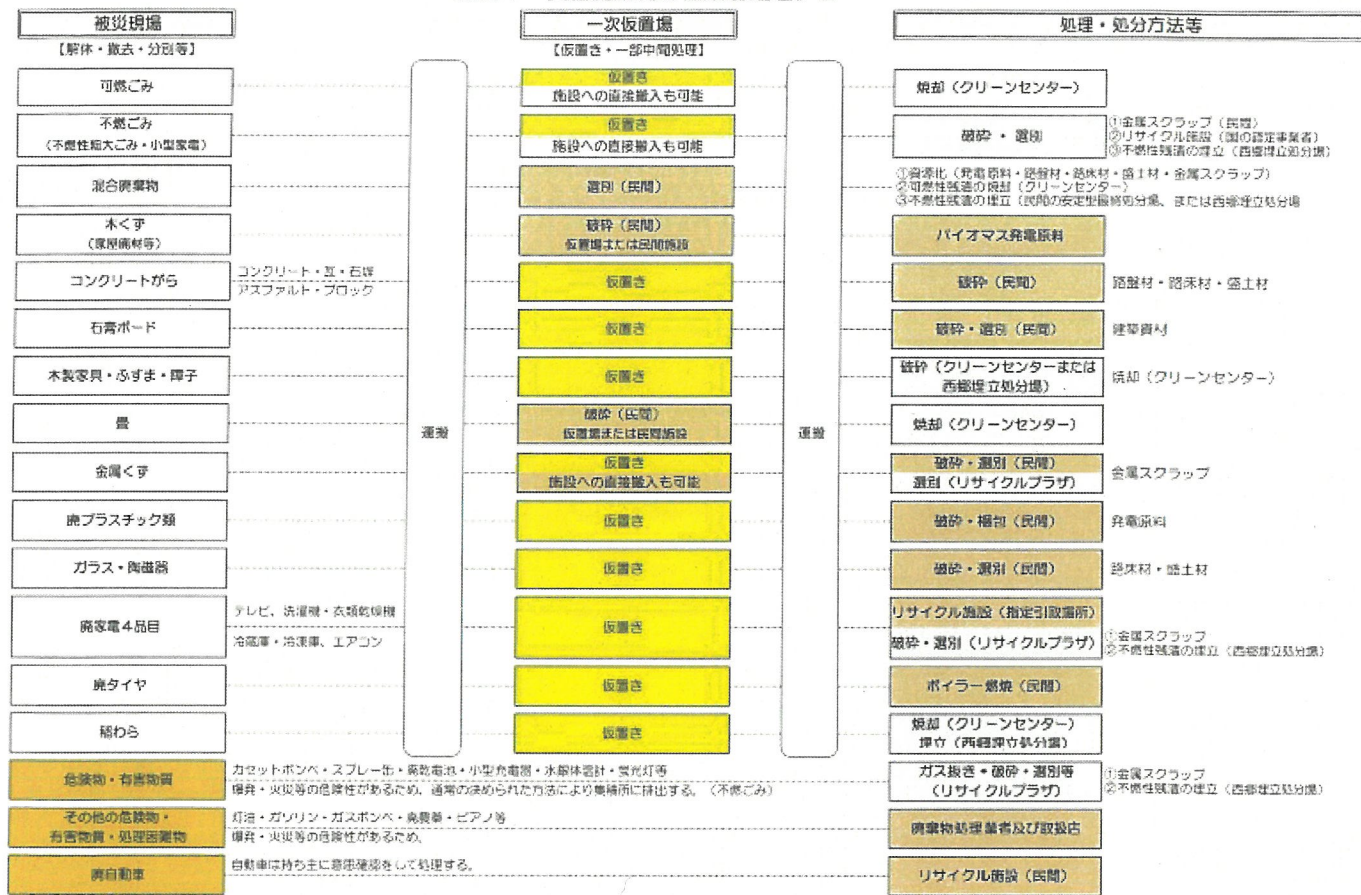 被災現場
一次仮置場
処理・処分方法等
【解体・撤去・分別等】
【仮置き・一部中間処理】
運搬
運搬
可燃ごみ
仮置き
施設への直接搬入も可能
焼却（クリーンセンター）
不燃ごみ
（不燃性粗大ごみ・小型家電）
仮置き
施設への直接搬入も可能
破砕・選別
①金属スクラップ（民間）
②リサイクル施設（国の認定事業者）
③不燃性残渣の埋立（西郷埋立処分場）
混合廃棄物
選別（民間）
①資源化（発電原料・路盤材・路床材・盛土材・金属スクラップ）
②可燃性残渣の焼却（クリーンセンター）
③不燃性残渣の埋立（民間の安定型最終処分場、または西郷埋立処分場
木くず
（家屋廃材等）
破砕（民間）
仮置場または民間施設
バイオマス発電原料
コンクリートがら
コンクリート・瓦・石塀
アスファルト・ブロック
仮置き
破砕（民間）
路盤材・路床材・盛土材
石膏ボード
仮置き
破砕・選別（民間）
建築資材
木製家具・ふすま・障子
仮置き
破砕（クリーンセンターまたは
西郷埋立処分場）
焼却（クリーンセンター）
畳
破砕（民間）
仮置場または民間施設
焼却（クリーンセンター）
金属くず
仮置き
施設への直接搬入も可能
破砕・選別（民間）
選別（リサイクルプラザ）
金属スクラップ
廃プラスチック類
仮置き
破砕・梱包（民間）
発電原料
ガラス・陶磁器
仮置き
破砕・選別（民間）
路床材・盛土材
廃家電４品目
テレビ、洗濯機・衣類乾燥機
冷蔵庫・冷凍庫、エアコン
仮置き
リサイクル施設（指定引取場所）
破砕・選別（リサイクルプラザ）
①金属スクラップ
②不燃性残渣の埋立（西郷埋立処分場）
廃タイヤ
仮置き
ボイラー燃焼（民間）
稲わら
仮置き
焼却（クリーンセンター）
埋立（西郷埋立処分場）
危険物・有害物質
カセットボンベ・スプレー缶・廃乾電池・小型充電器・水銀体温計・蛍光灯等
爆発・火災等の危険性があるため、通常の決められた方法により集積所に排出する。（不燃ごみ）
ガス抜き・破砕・選別等
（リサイクルプラザ）
①金属スクラップ
②不燃性残渣の埋立（西郷埋立処分場）
その他の危険物・
有害物質・処理困難物
灯油・ガソリン・ガスボンベ・廃農薬・ピアノ等
爆発・火災等の危険性があるため、
廃棄物処理業者及び取扱店
廃自動車
自動車は持ち主に意思確認をして処理する。
リサイクル施設（民間）